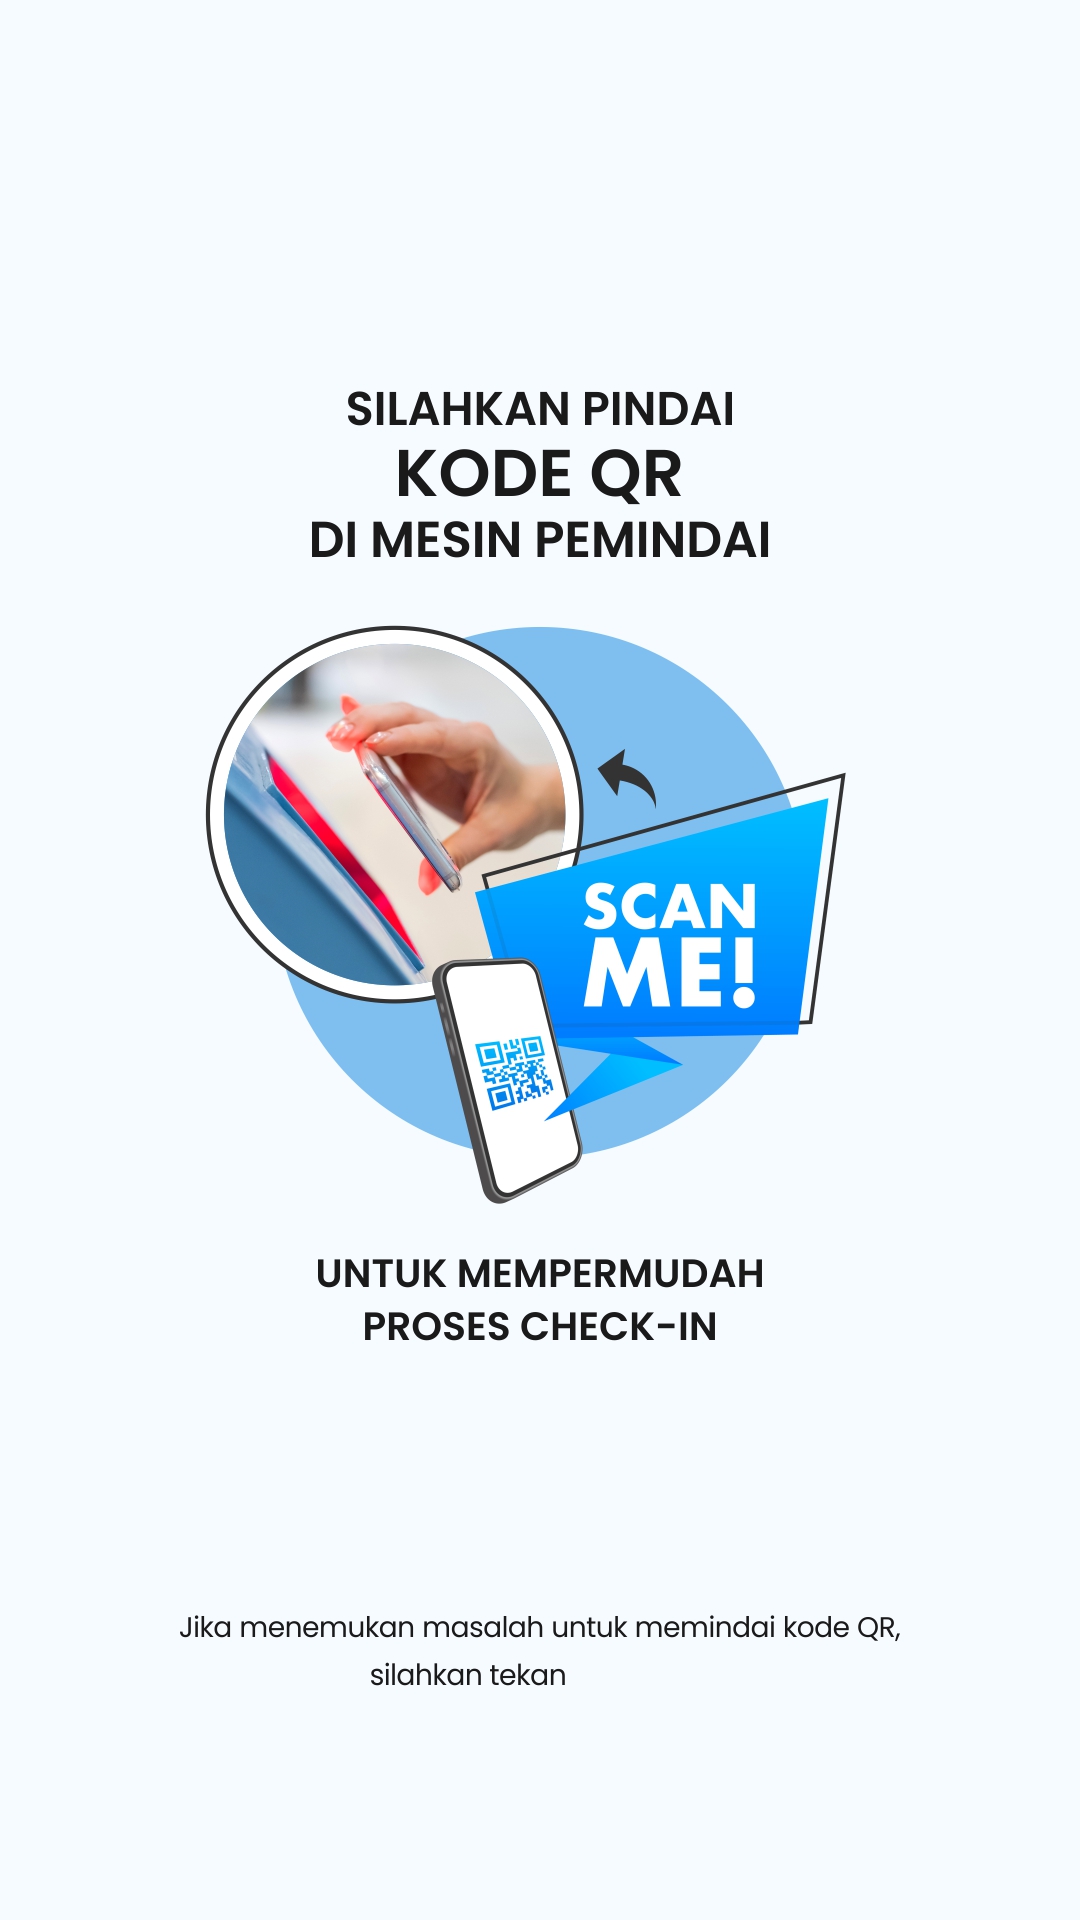 SILAHKAN PINDAI
KODE QR
DI MESIN PEMINDAI
SCAN
ME!
UNTUK MEMPERMUDAH
PROSES CHECK-IN
Jika menemukan masalah untuk memindai kode QR,
silahkan tekan